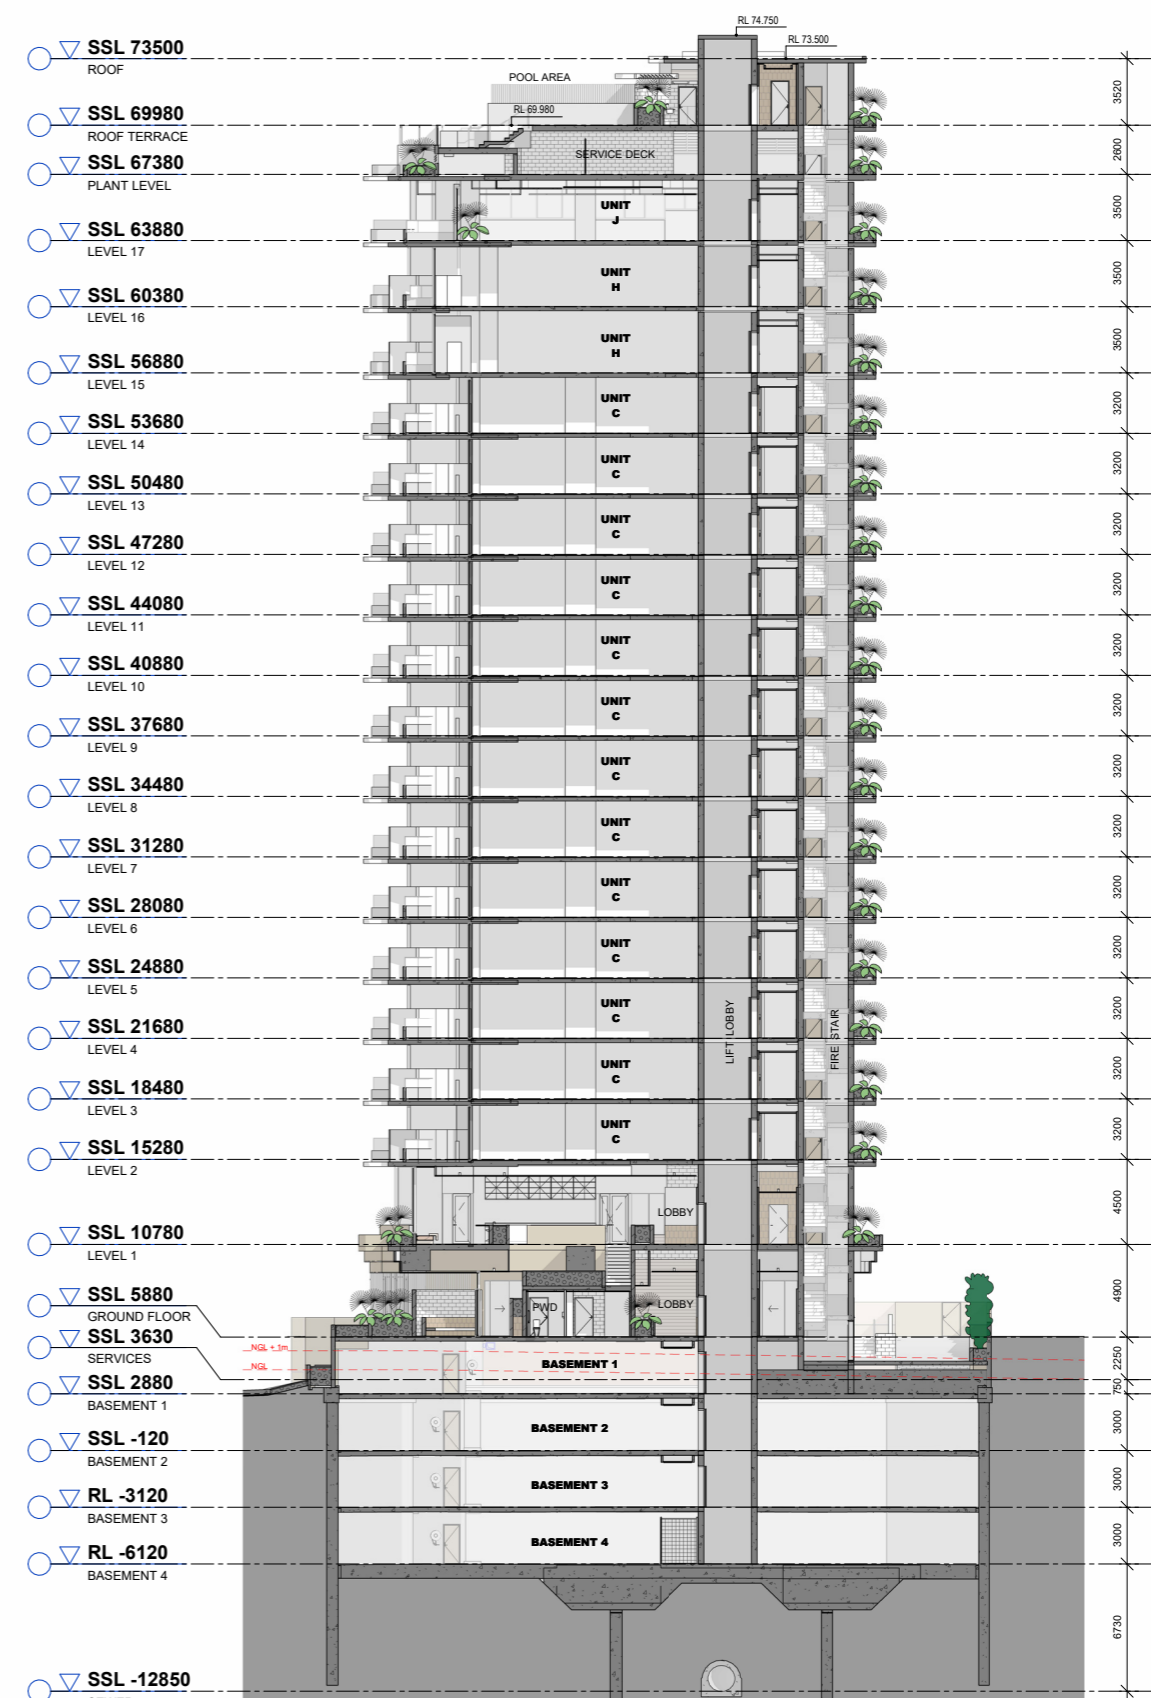 RL 74.750
SSL 73500
ROOF
RL 73.500
3520
POOL AREA
SSL 69980
ROOF TERRACE
RL 69.980
2600
SERVICE DECK
SSL 67380
PLANT LEVEL
3500
UNIT
J
SSL 63880
LEVEL 17
3500
UNIT
H
SSL 60380
LEVEL 16
3500
UNIT
H
SSL 56880
LEVEL 15
3200
UNIT
C
SSL 53680
LEVEL 14
3200
UNIT
C
SSL 50480
LEVEL 13
3200
UNIT
C
SSL 47280
LEVEL 12
3200
UNIT
C
SSL 44080
LEVEL 11
3200
UNIT
C
SSL 40880
LEVEL 10
3200
UNIT
C
SSL 37680
LEVEL 9
3200
UNIT
C
SSL 34480
LEVEL 8
3200
UNIT
C
SSL 31280
LEVEL 7
3200
UNIT
C
SSL 28080
LEVEL 6
3200
UNIT
C
SSL 24880
LEVEL 5
3200
UNIT
C
SSL 21680
LEVEL 4
LIFT LOBBY
FIRE STAIR
3200
UNIT
C
SSL 18480
LEVEL 3
3200
UNIT
C
SSL 15280
LEVEL 2
4500
LOBBY
SSL 10780
LEVEL 1
4900
SSL 5880
GROUND FLOOR
PWD
LOBBY
SSL 3630
SERVICES
NGL + 1m
NGL
BASEMENT 1
2250
SSL 2880
BASEMENT 1
750
BASEMENT 2
3000
SSL -120
BASEMENT 2
BASEMENT 3
3000
RL -3120
BASEMENT 3
BASEMENT 4
3000
RL -6120
BASEMENT 4
6730
SSL -12850